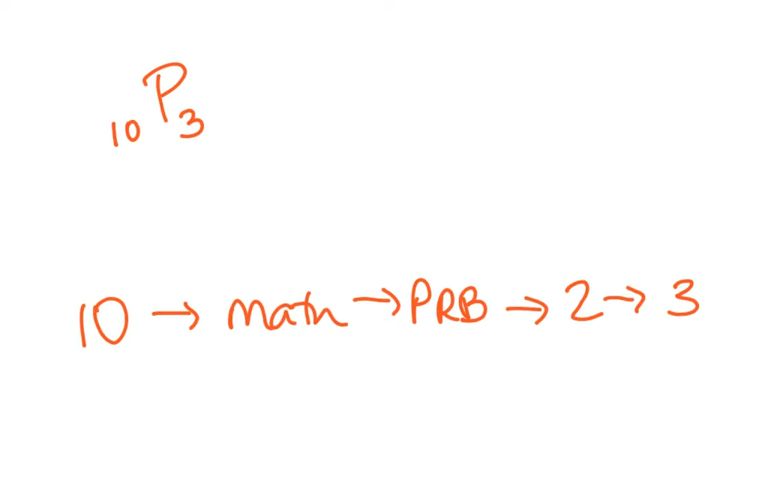 10P3
10 → math → PRB → 2 → 3